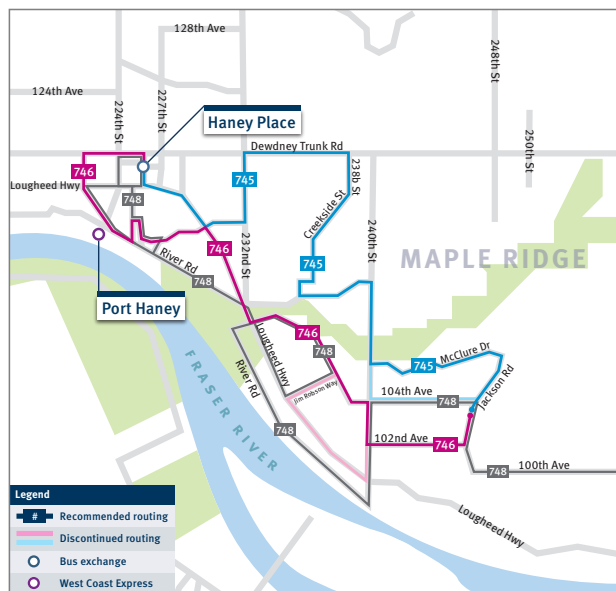 128th Ave
248th St
124th Ave
224th St
227th St
Haney Place
Dewdney Trunk Rd
250th St
746
745
238b St
Lougheed Hwy
748
Creekside St
240th St
746
232nd St
River Rd
745
MAPLE RIDGE
748
Port Haney
746
748
Lougheed Hwy
McClure Dr
745
FRASER RIVER
River Rd
Jim Robson Way
104th Ave
748
Jackson Rd
748
102nd Ave
746
748
100th Ave
Lougheed Hwy
Legend
# Recommended routing
Discontinued routing
Bus exchange
West Coast Express